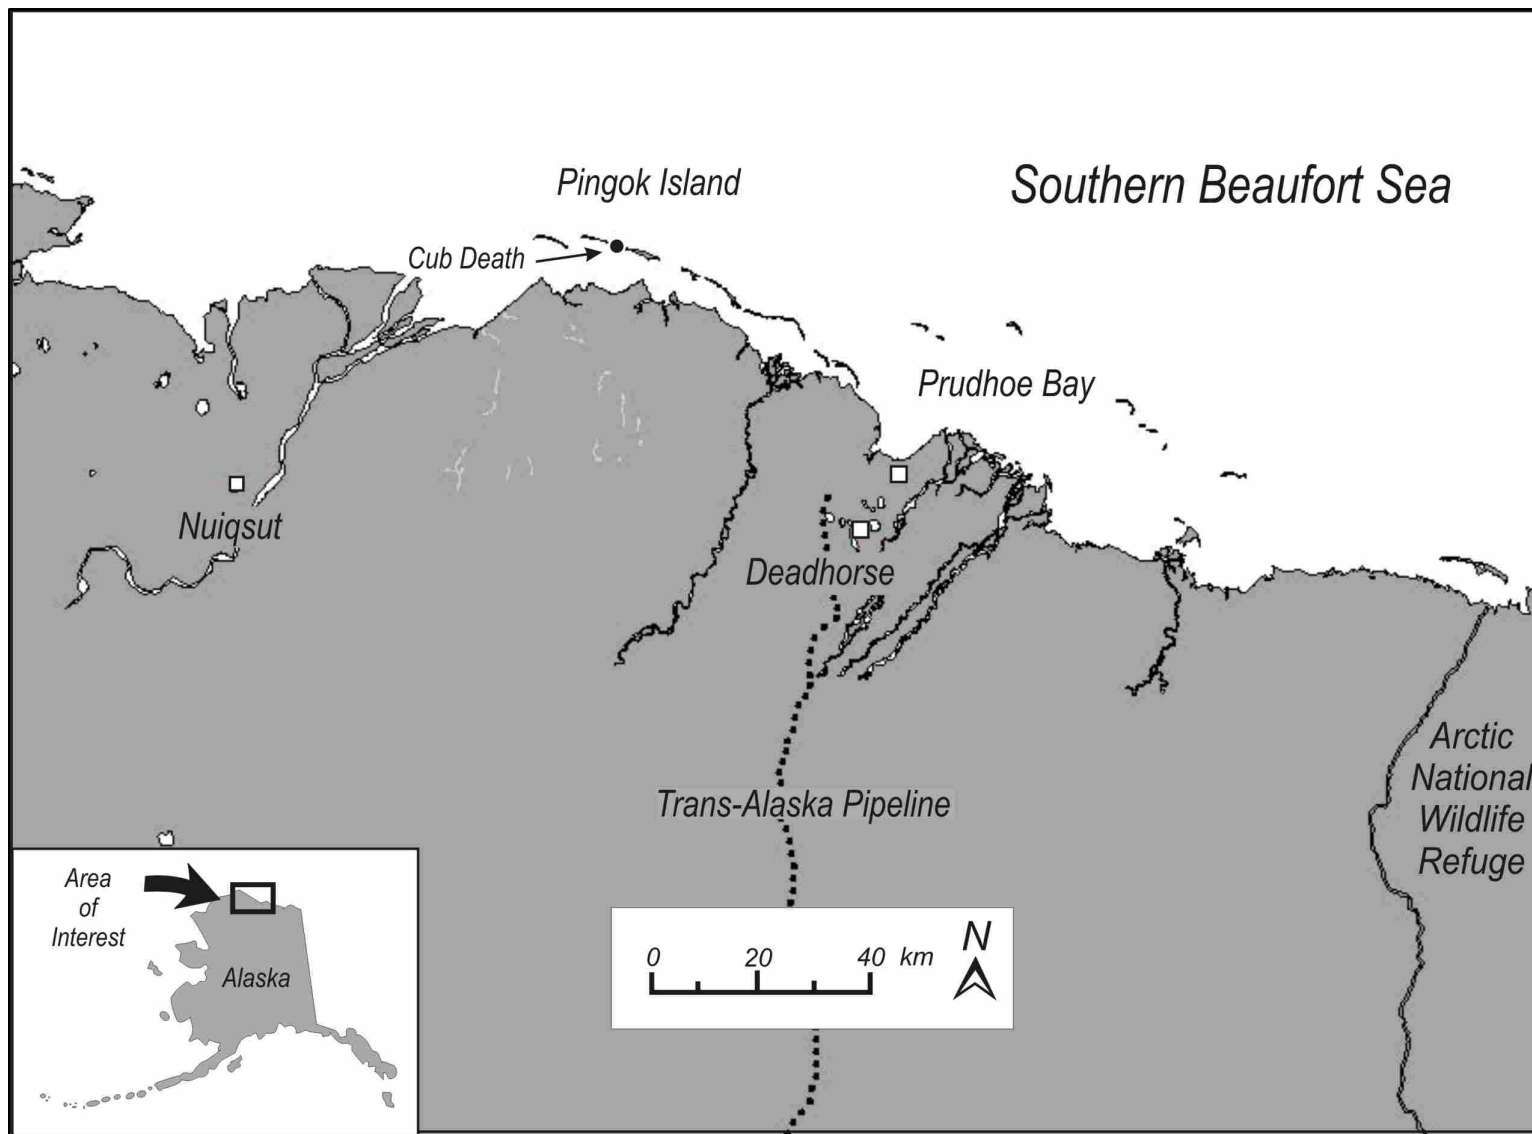 Pingok Island
Southern Beaufort Sea
Cub Death
Prudhoe Bay
Nuiqsut
Deadhorse
Trans-Alaska Pipeline
Arctic
National
Wildlife
Refuge
Area
of
Interest
Alaska
0 20 40 km
N